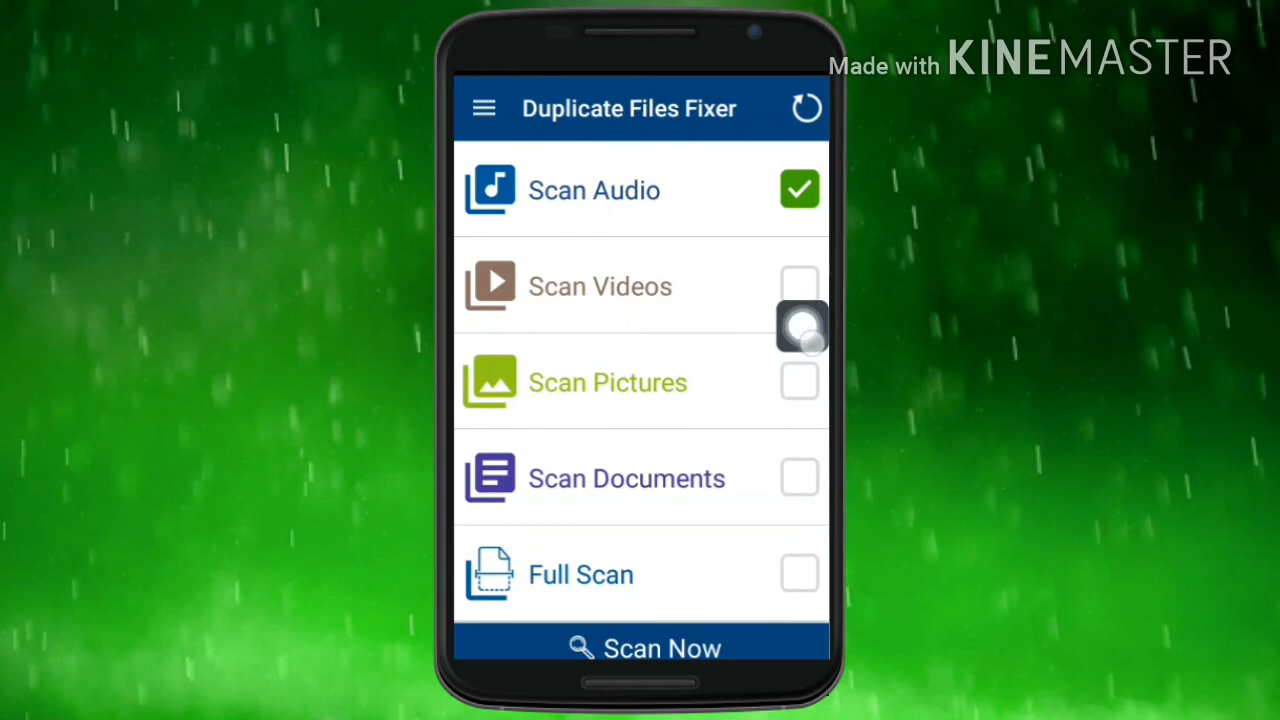 Made with KINEMASTER
Duplicate Files Fixer
Scan Audio
Scan Videos
Scan Pictures
Scan Documents
Full Scan
Scan Now